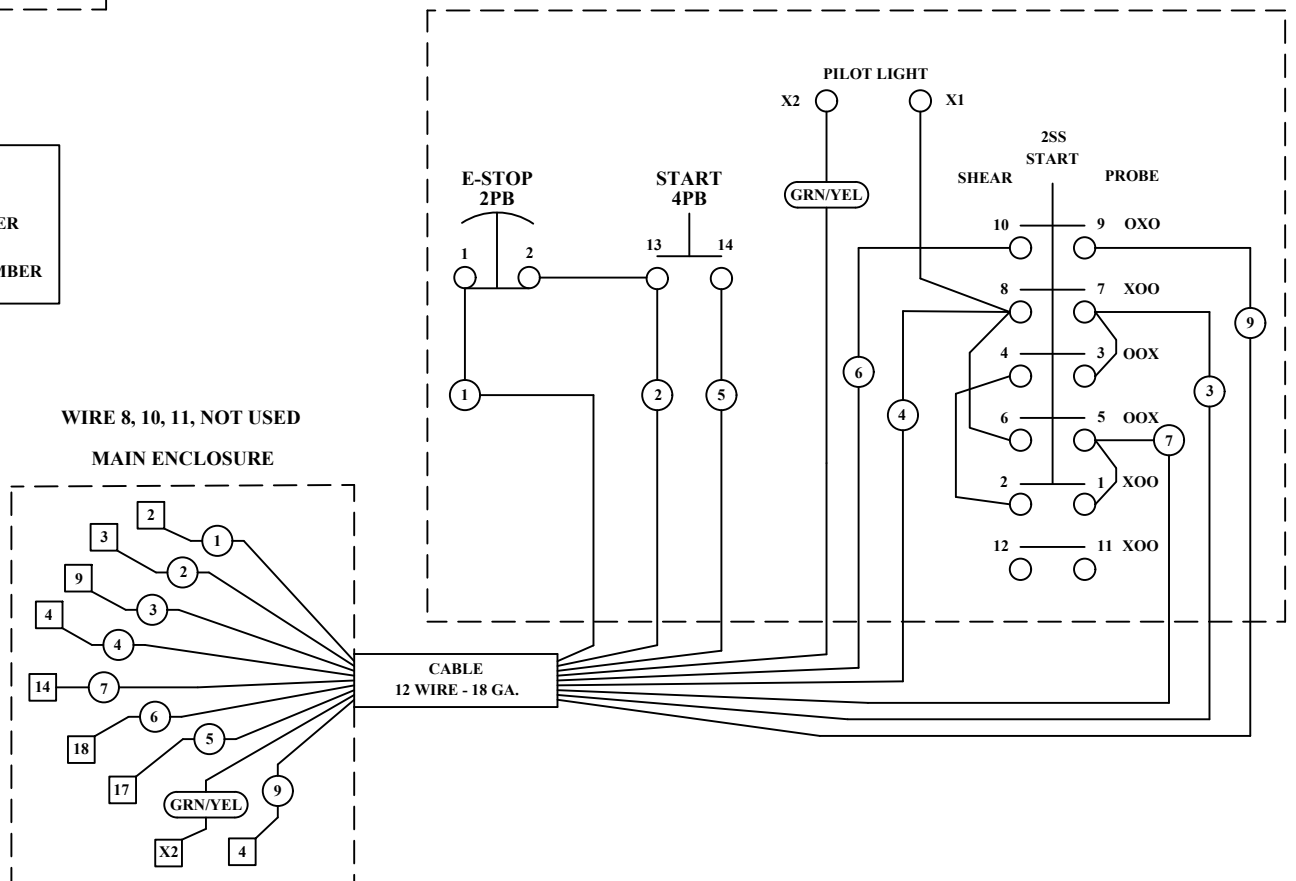 PILOT LIGHT
X2
X1
2SS
START
SHEAR
PROBE
E-STOP
2PB
START
4PB
GRN/YEL
10
9 OXO
1
2
13
14
8
7 XOO
9
4
3 OOX
6
3
1
2
5
4
6
5 OOX
7
2
1 XOO
12
11 XOO
WIRE 8, 10, 11, NOT USED
MAIN ENCLOSURE
2
1
3
2
9
3
4
4
14
7
18
6
17
5
GRN/YEL
9
X2
4
CABLE
12 WIRE - 18 GA.